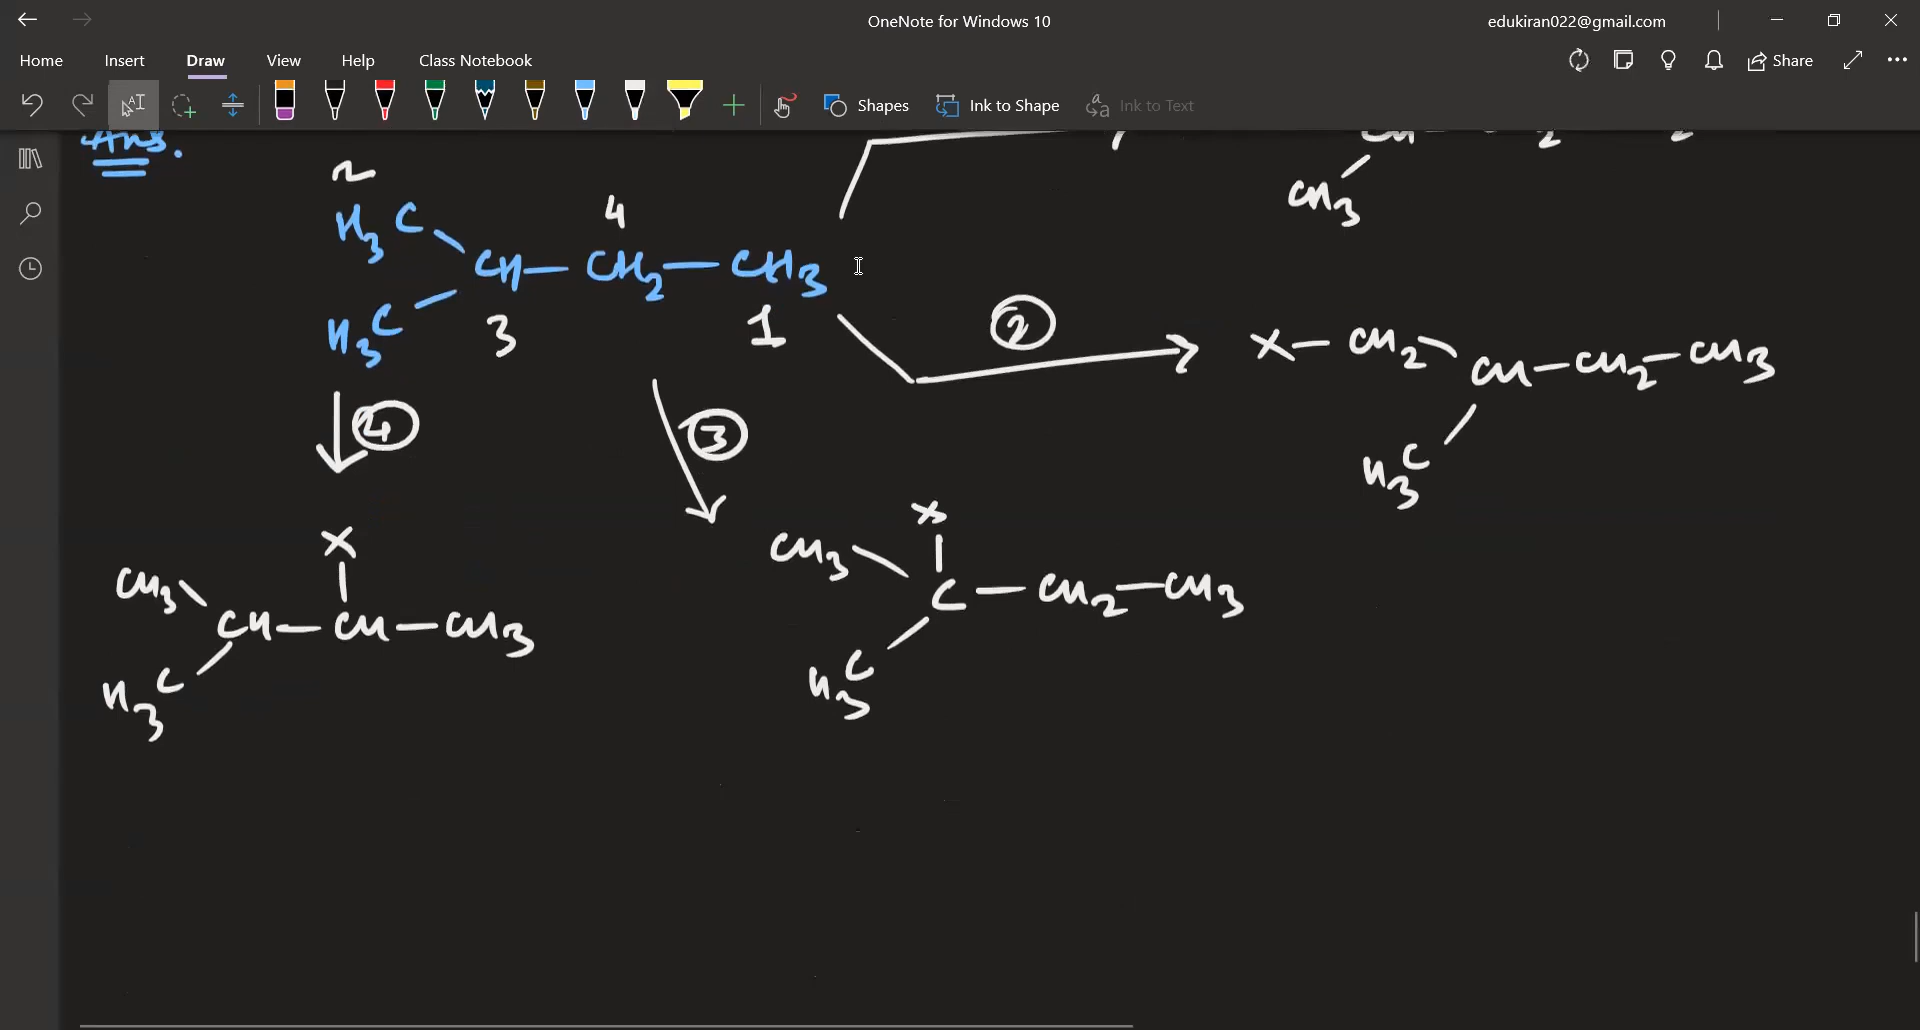 OneNote for Windows 10
edukiran022@gmail.com
Home Insert Draw View Help Class Notebook
Share
Shapes
Ink to Shape
Ink to Text
Ans.
CH3
H3C
4
CH—CH2—CH3
H3C
3
1
2
X—CH2
CH—CH2—CH3
H3C
4
3
X
CH3
C—CH2—CH3
H3C
X
CH3
CH—CH—CH3
H3C